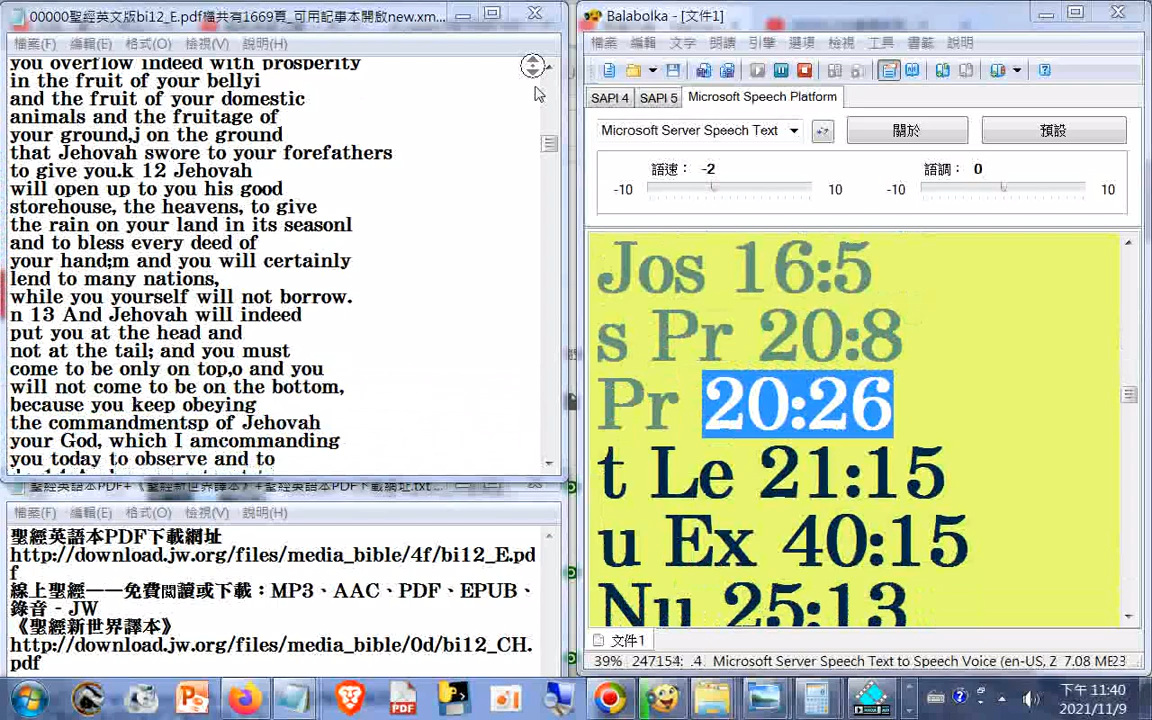 00000聖經英文版bi12_E.pdf檔共有1669頁_可用記事本開啟new.xm...
檔案(F) 編輯(E) 格式(O) 檢視(V) 說明(H)
you overflow indeed with prosperity
in the fruit of your bellyi
and the fruit of your domestic
animals and the fruitage of
your ground,j on the ground
that Jehovah swore to your forefathers
to give you.k 12 Jehovah
will open up to you his good
storehouse, the heavens, to give
the rain on your land in its seasonl
and to bless every deed of
your hand;m and you will certainly
lend to many nations,
while you yourself will not borrow.
n 13 And Jehovah will indeed
put you at the head and
not at the tail; and you must
come to be only on top,o and you
will not come to be on the bottom,
because you keep obeying
the commandmentsp of Jehovah
your God, which I amcommanding
you today to observe and to
聖經英語本PDF+《聖經新世界譯本》+聖經英語本PDF下載網址.txt ...
檔案(F) 編輯(E) 格式(O) 檢視(V) 說明(H)
聖經英語本PDF下載網址
http://download.jw.org/files/media_bible/4f/bi12_E.pd
f
線上聖經——免費閱讀或下載：MP3、AAC、PDF、EPUB、
錄音 - JW
《聖經新世界譯本》
http://download.jw.org/files/media_bible/0d/bi12_CH.
pdf
Balabolka - [文件1]
檔案 編輯 文字 朗讀 引擎 選項 檢視 工具 書籤 說明
SAPI 4 SAPI 5 Microsoft Speech Platform
Microsoft Server Speech Text 關於 預設
語速： -2 語調： 0
-10 10 -10 10
Jos 16:5
s Pr 20:8
Pr 20:26
t Le 21:15
u Ex 40:15
Nu 25:13
文件1
39% 247154: .4 Microsoft Server Speech Text to Speech Voice (en-US, Z 7.08 ME23
PDF
下午 11:40
2021/11/9